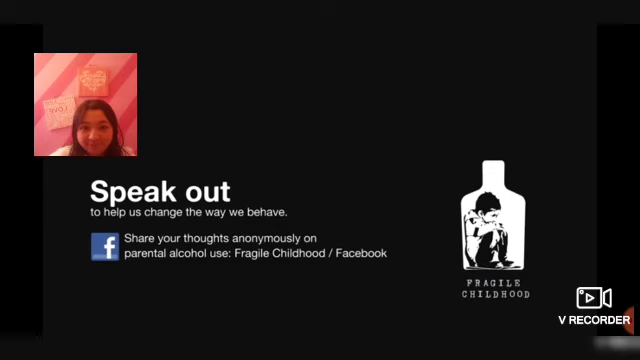 Speak out
to help us change the way we behave.
f Share your thoughts anonymously on
parental alcohol use: Fragile Childhood / Facebook
FRAGILE
CHILDHOOD
V RECORDER